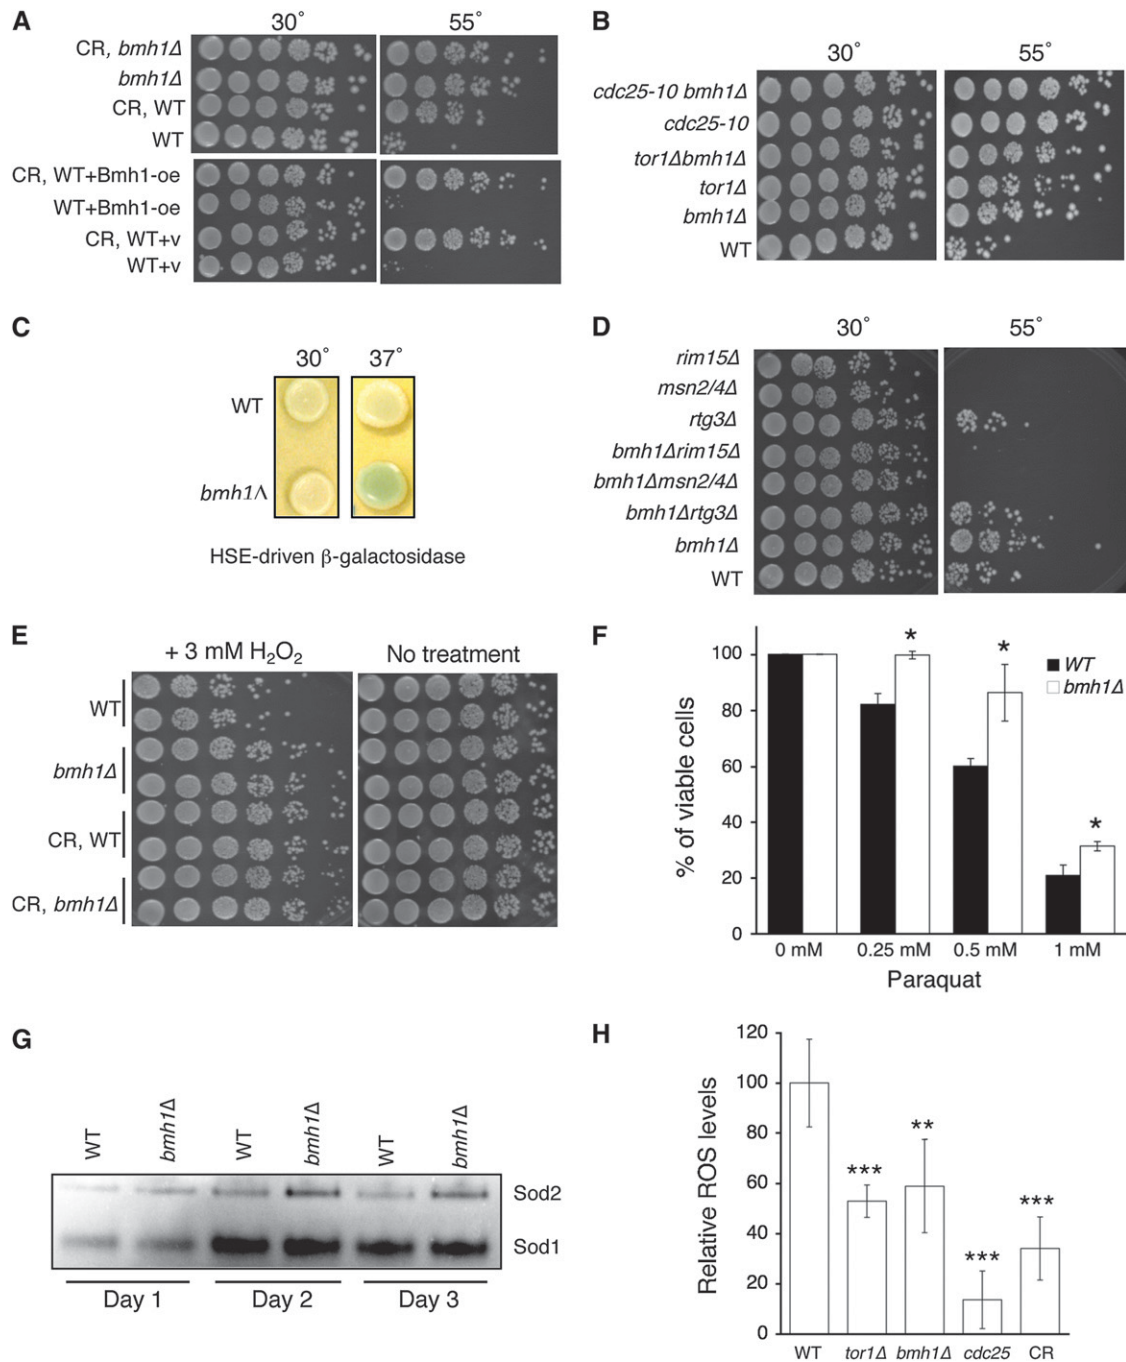 A
30˚ 55˚
CR, bmh1Δ
bmh1Δ
CR, WT
WT
CR, WT+Bmh1-oe
WT+Bmh1-oe
CR, WT+v
WT+v
B
30˚ 55˚
cdc25-10 bmh1Δ
cdc25-10
tor1Δbmh1Δ
tor1Δ
bmh1Δ
WT
C
30˚ 37˚
WT
bmh1Λ
HSE-driven β-galactosidase
D
30˚ 55˚
rim15Δ
msn2/4Δ
rtg3Δ
bmh1Δrim15Δ
bmh1Δmsn2/4Δ
bmh1Δrtg3Δ
bmh1Δ
WT
E
+ 3 mM H₂O₂ No treatment
WT
bmh1Δ
CR, WT
CR, bmh1Δ
F
% of viable cells
100
80
60
40
20
0
*
*
*
WT
bmh1Δ
0 mM 0.25 mM 0.5 mM 1 mM
Paraquat
G
WT bmh1Δ WT bmh1Δ WT bmh1Δ
Sod2
Sod1
Day 1 Day 2 Day 3
H
Relative ROS levels
120
100
80
60
40
20
0
***
**
***
***
WT tor1Δ bmh1Δ cdc25 CR